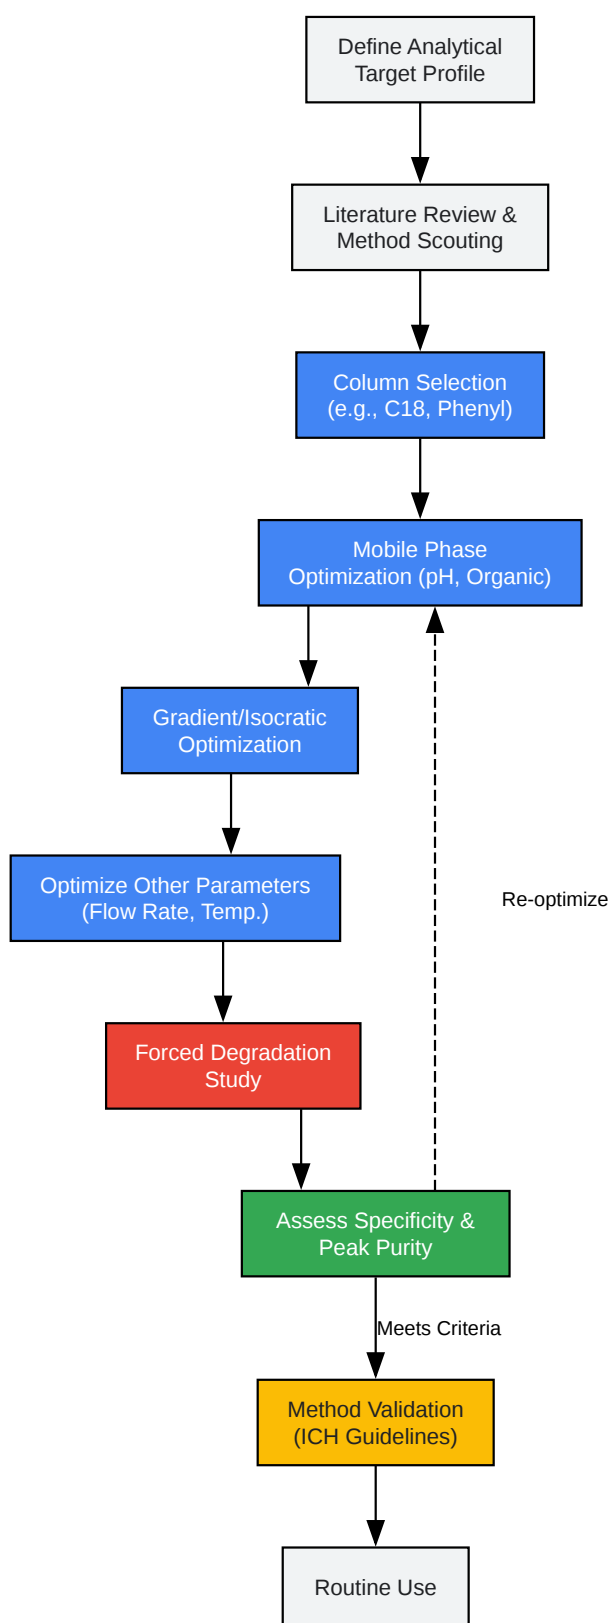 Define Analytical
Target Profile
Literature Review &
Method Scouting
Column Selection
(e.g., C18, Phenyl)
Mobile Phase
Optimization (pH, Organic)
Gradient/Isocratic
Optimization
Optimize Other Parameters
(Flow Rate, Temp.)
Re-optimize
Forced Degradation
Study
Assess Specificity &
Peak Purity
Meets Criteria
Method Validation
(ICH Guidelines)
Routine Use